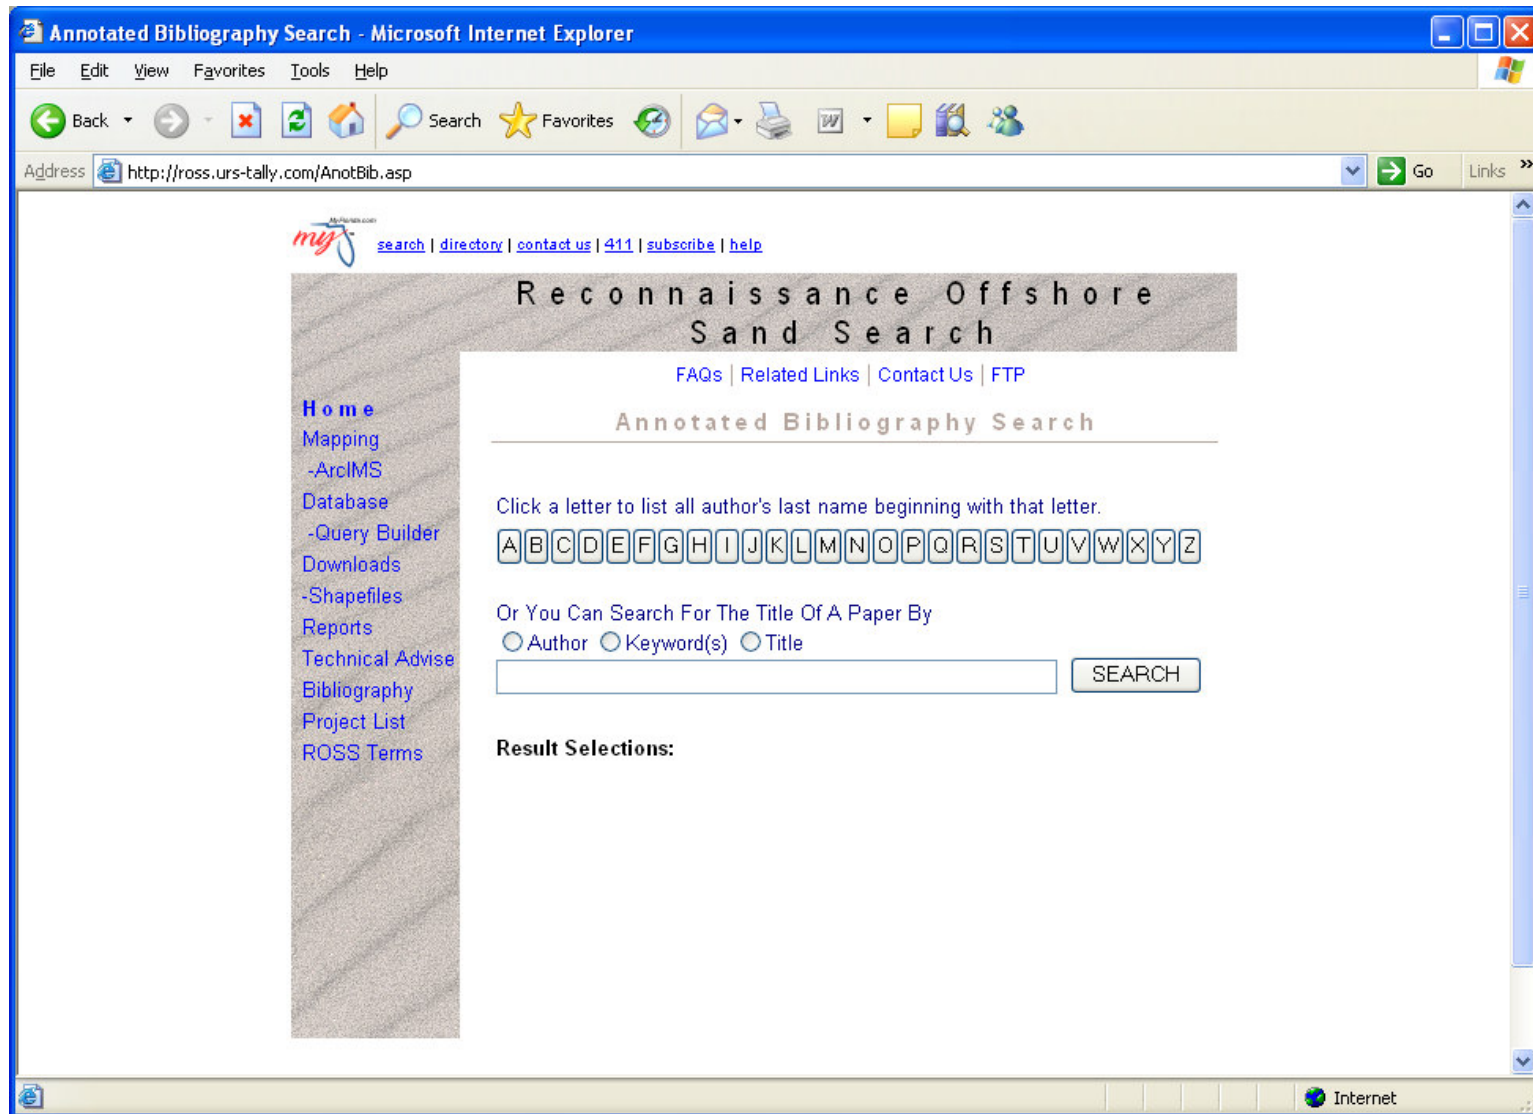 Annotated Bibliography Search - Microsoft Internet Explorer
File Edit View Favorites Tools Help
Back Search Favorites
Address http://ross.urs-tally.com/AnotBib.asp Go Links »
MyFlorida.com
my
search | directory | contact us | 411 | subscribe | help
Reconnaissance Offshore
Sand Search
FAQs | Related Links | Contact Us | FTP
Annotated Bibliography Search
Home
Mapping
-ArcIMS
Database
-Query Builder
Downloads
-Shapefiles
Reports
Technical Advise
Bibliography
Project List
ROSS Terms
Click a letter to list all author's last name beginning with that letter.
A B C D E F G H I J K L M N O P Q R S T U V W X Y Z
Or You Can Search For The Title Of A Paper By
Author Keyword(s) Title
SEARCH
Result Selections:
Internet